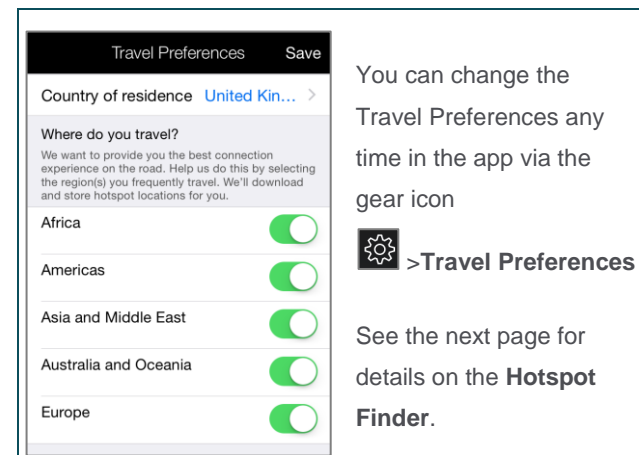 Travel Preferences Save
Country of residence United Kin... >
Where do you travel?
We want to provide you the best connection
experience on the road. Help us do this by selecting
the region(s) you frequently travel. We'll download
and store hotspot locations for you.
Africa
Americas
Asia and Middle East
Australia and Oceania
Europe
You can change the
Travel Preferences any
time in the app via the
gear icon
>Travel Preferences
See the next page for
details on the Hotspot
Finder.